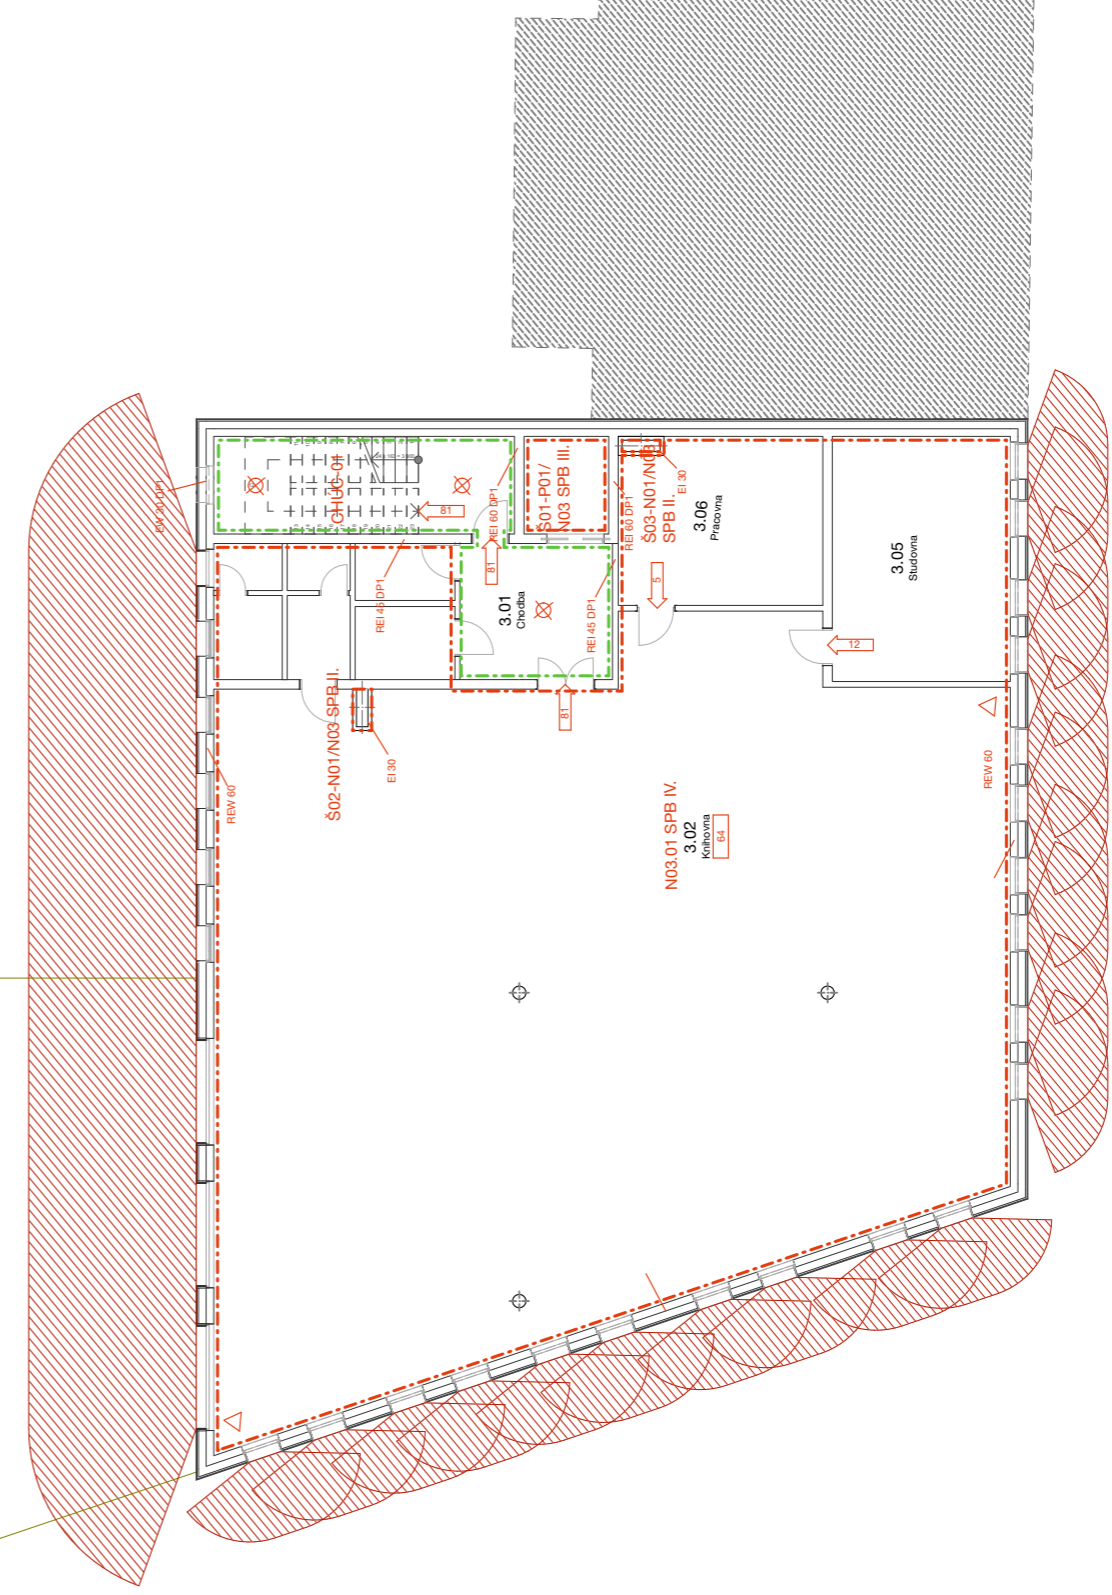 CHÚC-01
REW 30 DP1
81
REI 60 DP1
Š01-P01/
N03 SPB III.
REI 60 DP1
Š03-N01/N03
SPB II.
EI 30
3.06
Pracovna
3.05
Studovna
81
REI 45 DP1
3.01
Chodba
REI 45 DP1
5
12
81
Š02-N01/N03 SPB II.
EI 30
REW 60
N03.01 SPB IV.
3.02
Knihovna
64
REW 60